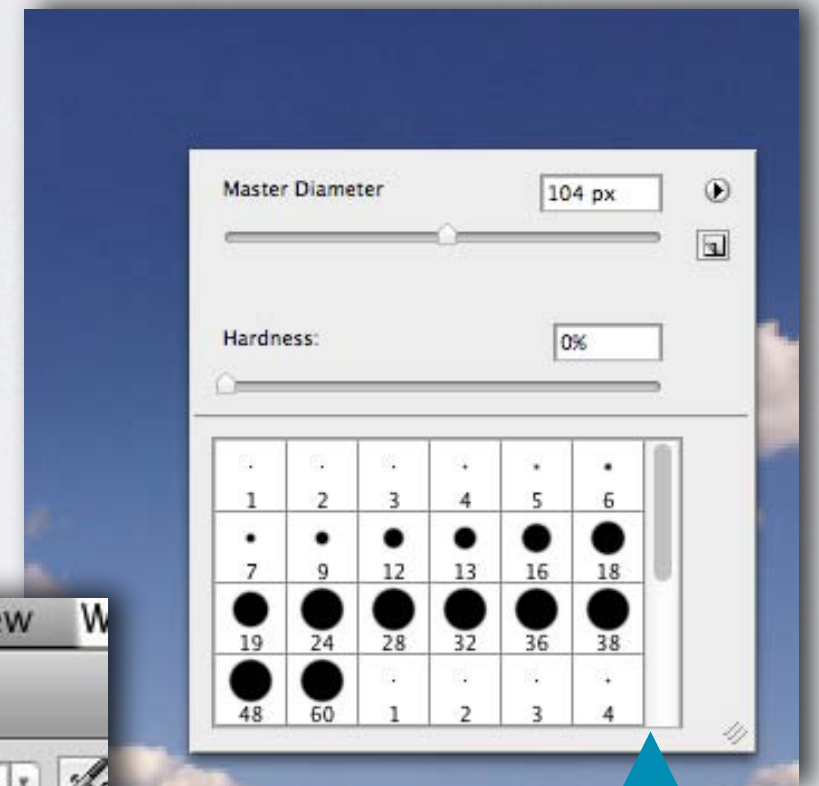 Master Diameter 104 px
Hardness: 0%
1 2 3 4 5 6
7 9 12 13 16 18
19 24 28 32 36 38
48 60 1 2 3 4
ew W